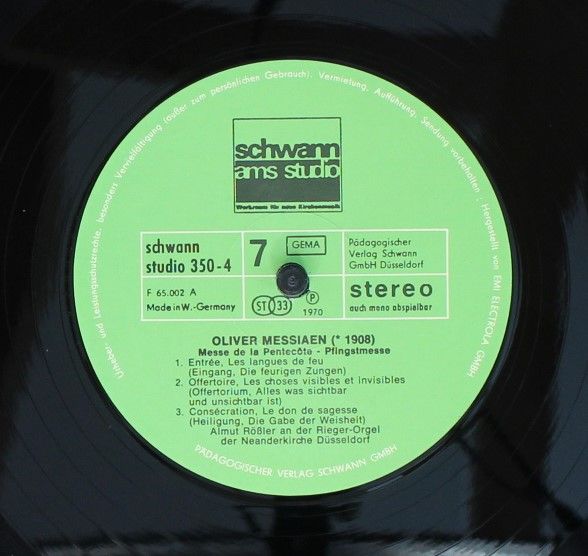 Urheber- und Leistungsschutzrechte, besonders Vervielfältigung (außer zum persönlichen Gebrauch), Vermietung, Aufführung, Sendung vorbehalten. Hergestellt von EMI ELECTROLA GMBH
schwann
ams studio
Werkraum für neue Kirchenmusik
schwann
studio 350-4
7
GEMA
Pädagogischer
Verlag Schwann
GmbH Düsseldorf
F 65.002 A
Made in W.-Germany
ST 33
P
1970
stereo
auch mono abspielbar
OLIVER MESSIAEN (* 1908)
Messe de la Pentecôte - Pfingstmesse
1. Entrée, Les langues de feu
(Eingang, Die feurigen Zungen)
2. Offertoire, Les choses visibles et invisibles
(Offertorium, Alles was sichtbar
und unsichtbar ist)
3. Consécration, Le don de sagesse
(Heiligung, Die Gabe der Weisheit)
Almut Rößler an der Rieger-Orgel
der Neanderkirche Düsseldorf
PÄDAGOGISCHER VERLAG SCHWANN GMBH